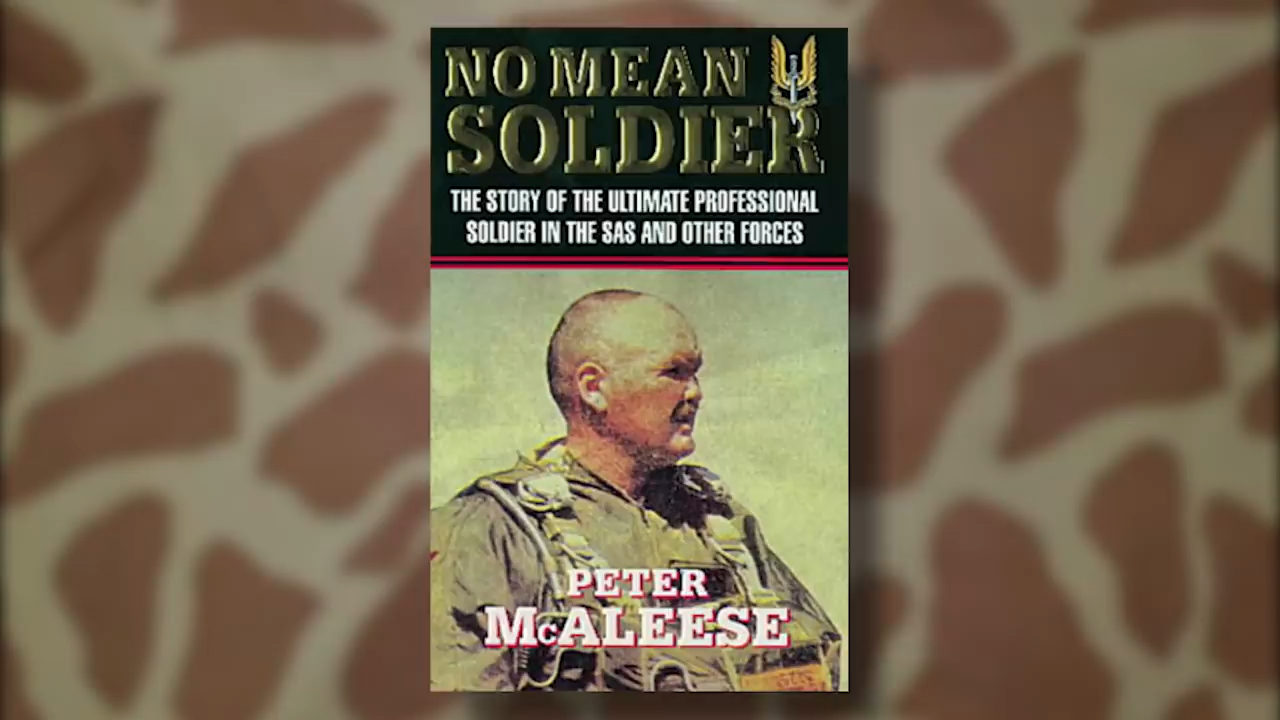 NO MEAN
SOLDIER
THE STORY OF THE ULTIMATE PROFESSIONAL
SOLDIER IN THE SAS AND OTHER FORCES
PETER
McALEESE